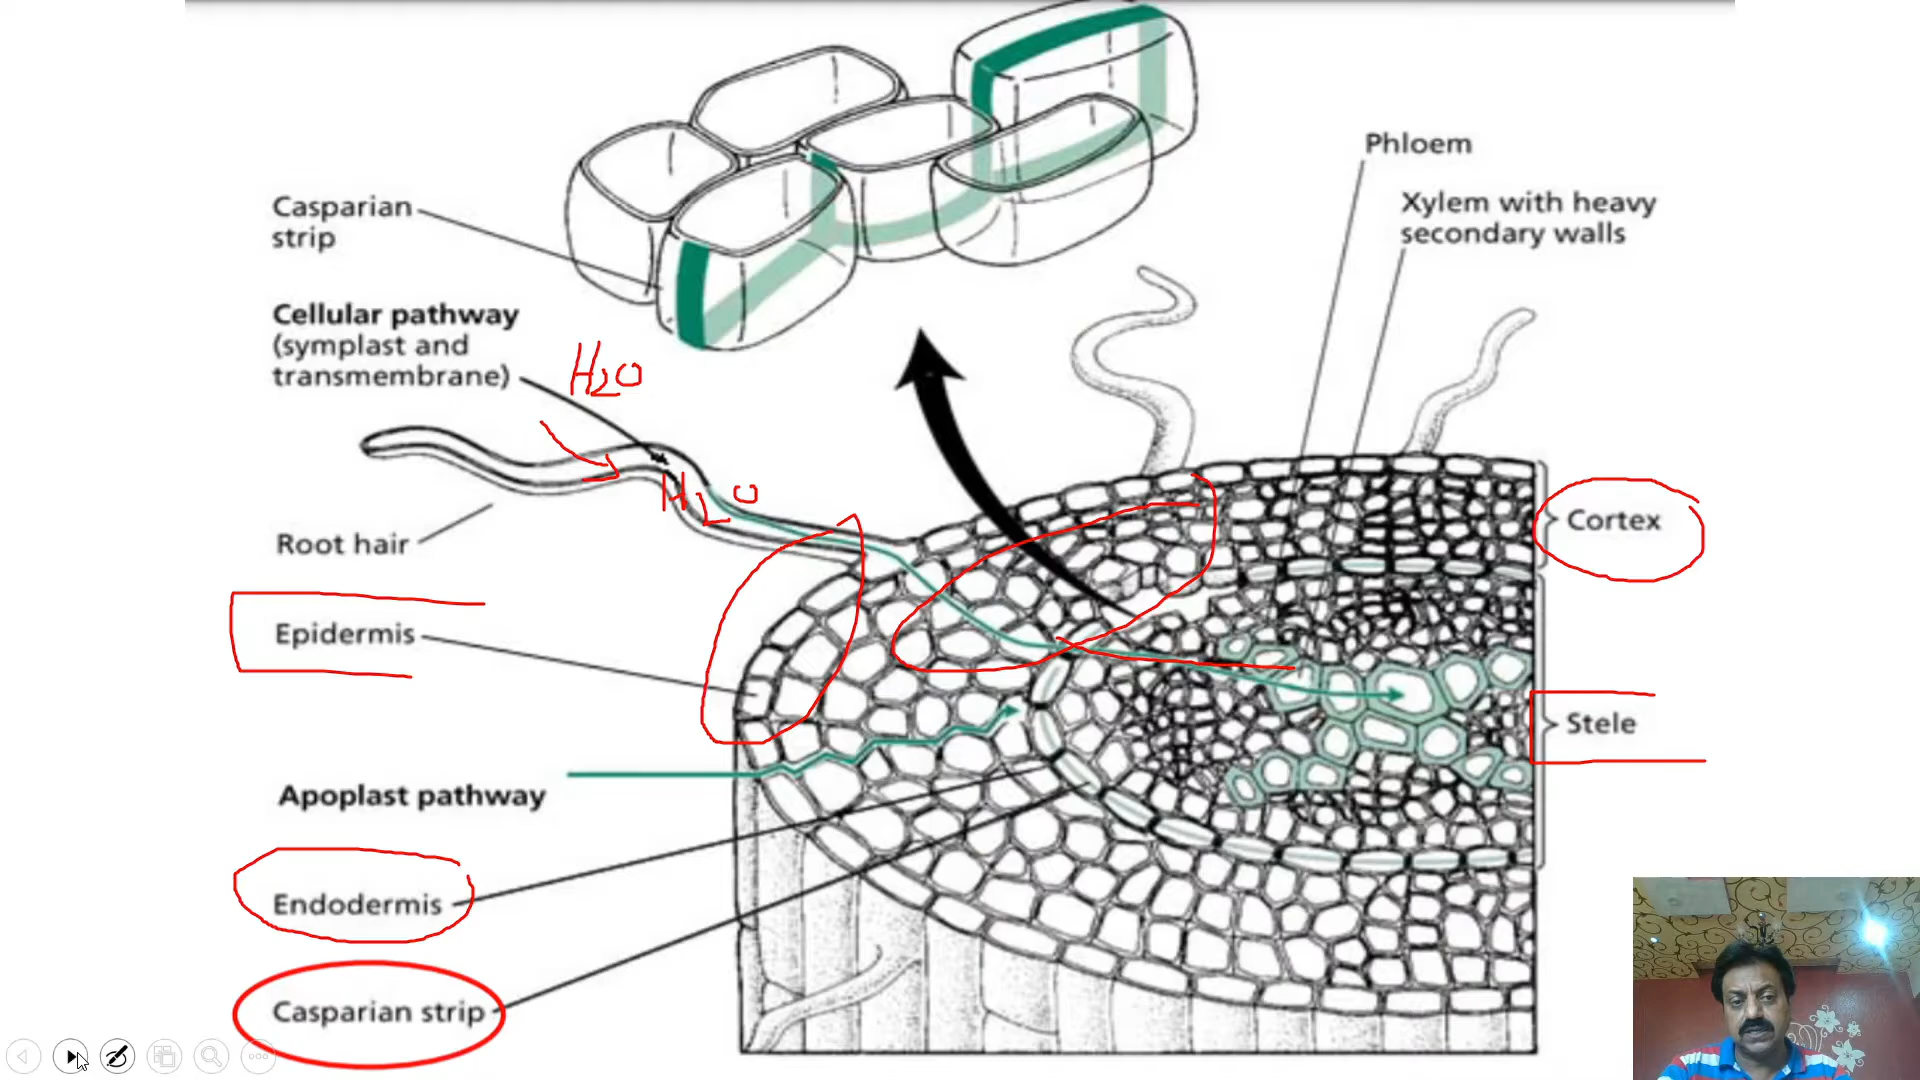 Phloem
Xylem with heavy
secondary walls
Casparian
strip
Cellular pathway
(symplast and
transmembrane)
H2O
H2O
Root hair
Cortex
Epidermis
Stele
Apoplast pathway
Endodermis
Casparian strip